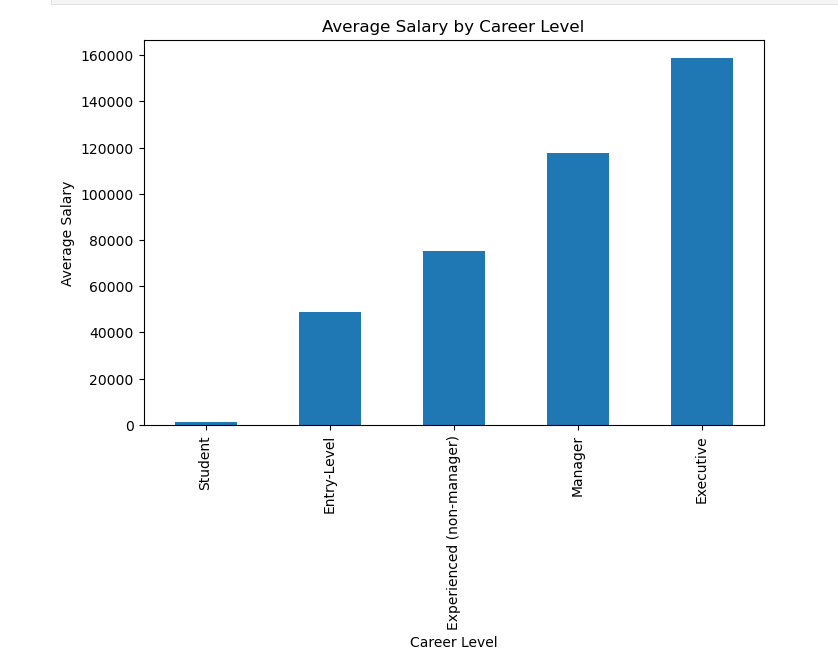 Average Salary by Career Level
Average Salary
160000
140000
120000
100000
80000
60000
40000
20000
0
Student
Entry-Level
Experienced (non-manager)
Manager
Executive
Career Level